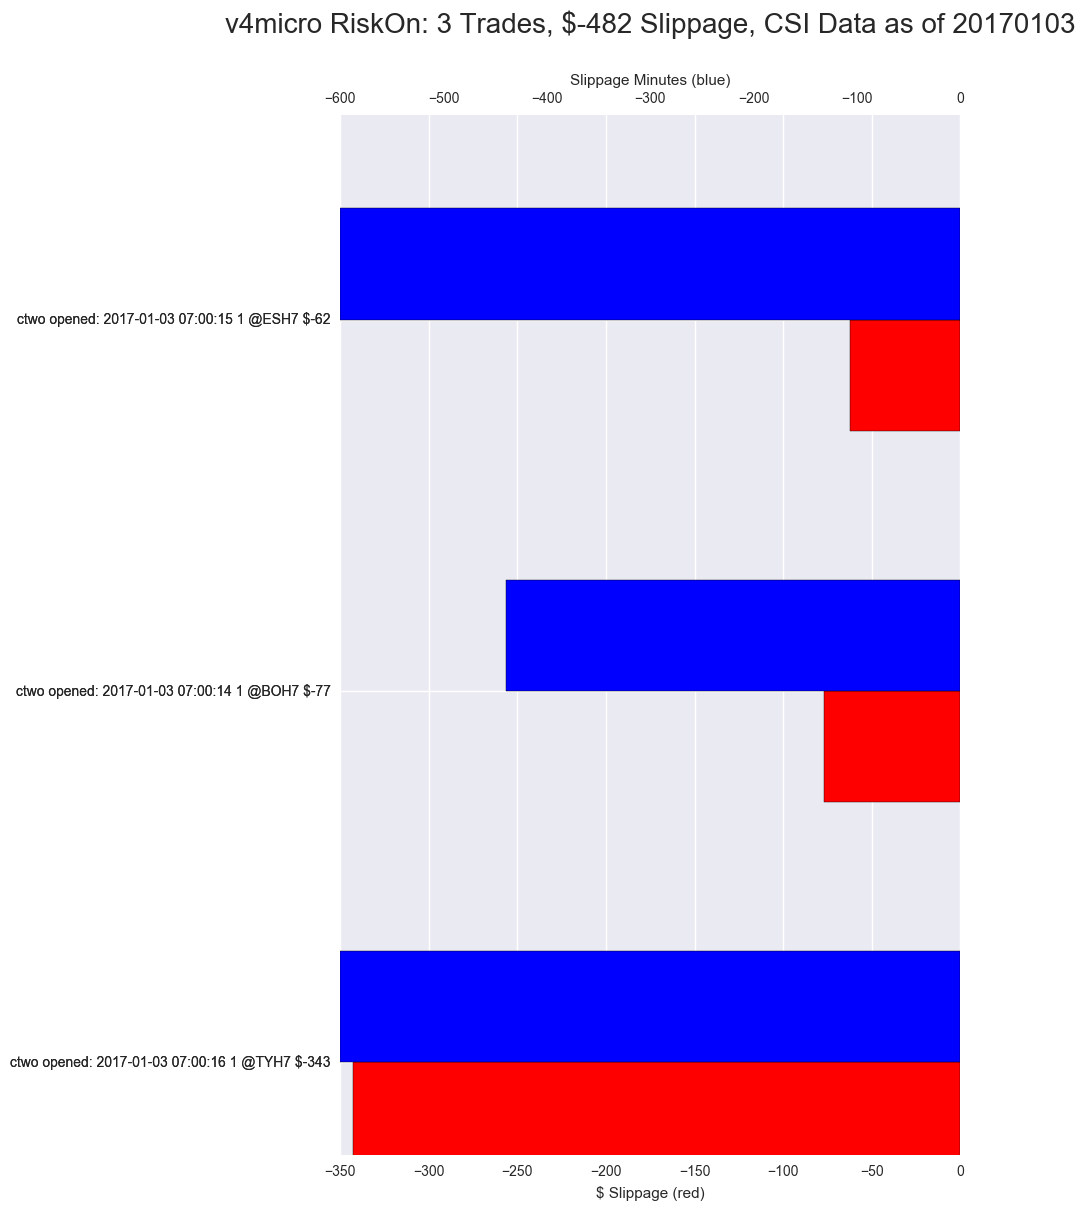 v4micro RiskOn: 3 Trades, $-482 Slippage, CSI Data as of 20170103
Slippage Minutes (blue)
−600 −500 −400 −300 −200 −100 0
ctwo opened: 2017-01-03 07:00:15 1 @ESH7 $-62
ctwo opened: 2017-01-03 07:00:14 1 @BOH7 $-77
ctwo opened: 2017-01-03 07:00:16 1 @TYH7 $-343
−350 −300 −250 −200 −150 −100 −50 0
$ Slippage (red)